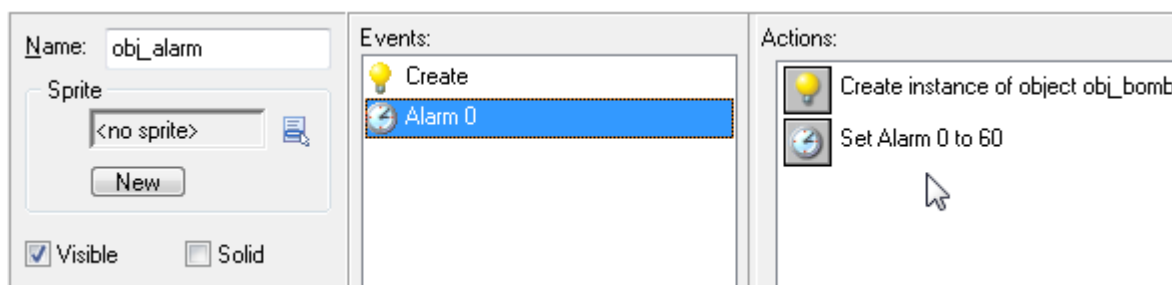 Name: obj_alarm
Sprite
<no sprite>
New
Visible Solid
Events:
Create
Alarm 0
Actions:
Create instance of object obj_bomb
Set Alarm 0 to 60